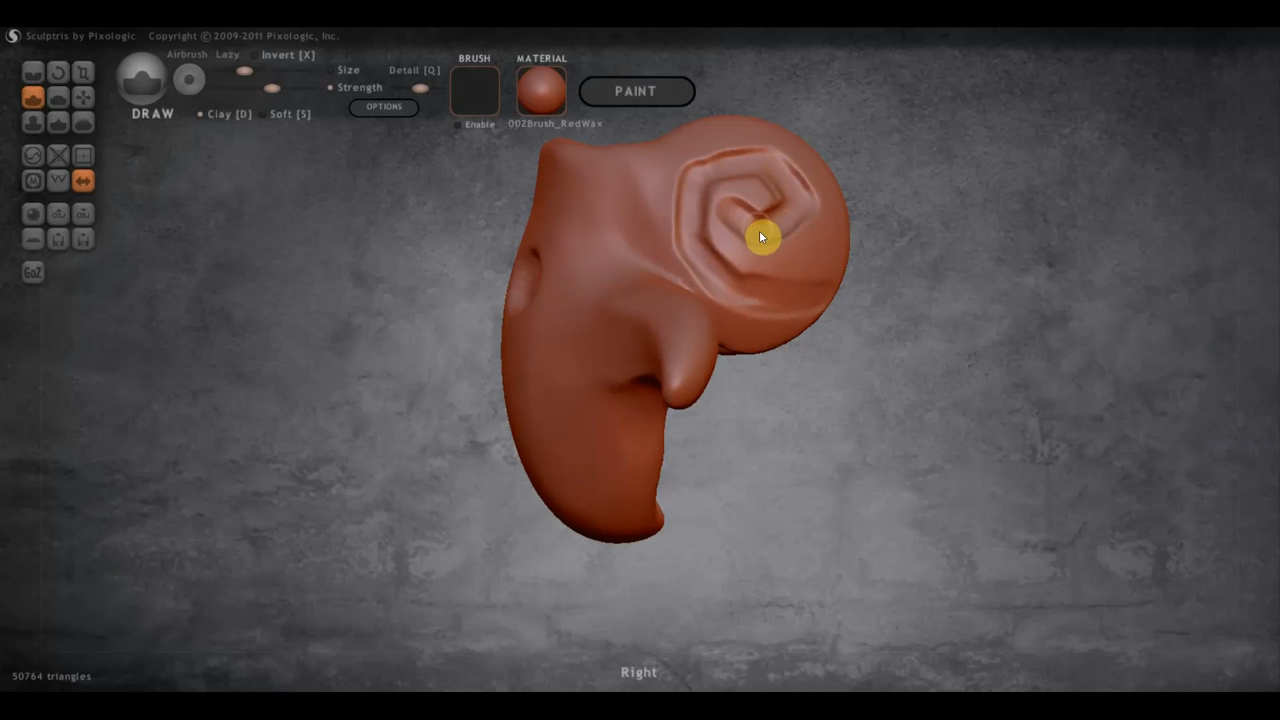 Sculptris by Pixologic Copyright © 2009-2011 Pixologic, Inc.
Airbrush Lazy Invert [X]
Size Detail [Q]
Strength
OPTIONS
DRAW
Clay [D] Soft [S]
BRUSH
Enable
MATERIAL
00ZBrush_RedWax
PAINT
GoZ
50764 triangles
Right